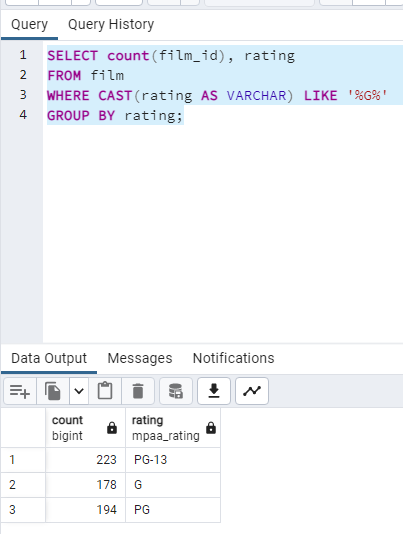 Query Query History
1 SELECT count(film_id), rating
2 FROM film
3 WHERE CAST(rating AS VARCHAR) LIKE '%G%'
4 GROUP BY rating;
Data Output Messages Notifications
count rating
bigint mpaa_rating
1 223 PG-13
2 178 G
3 194 PG